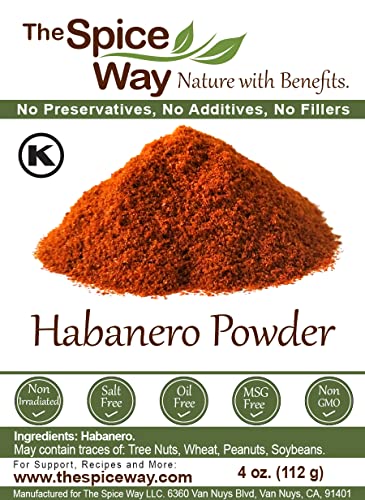 The Spice
Way Nature with Benefits.
No Preservatives, No Additives, No Fillers
K
Habanero Powder
Non Irradiated
Salt Free
Oil Free
MSG Free
Non GMO
Ingredients: Habanero.
May contain traces of: Tree Nuts, Wheat, Peanuts, Soybeans.
For Support, Recipes and More:
www.thespiceway.com 4 oz. (112 g)
Manufactured for The Spice Way LLC. 6360 Van Nuys Blvd, Van Nuys, CA, 91401